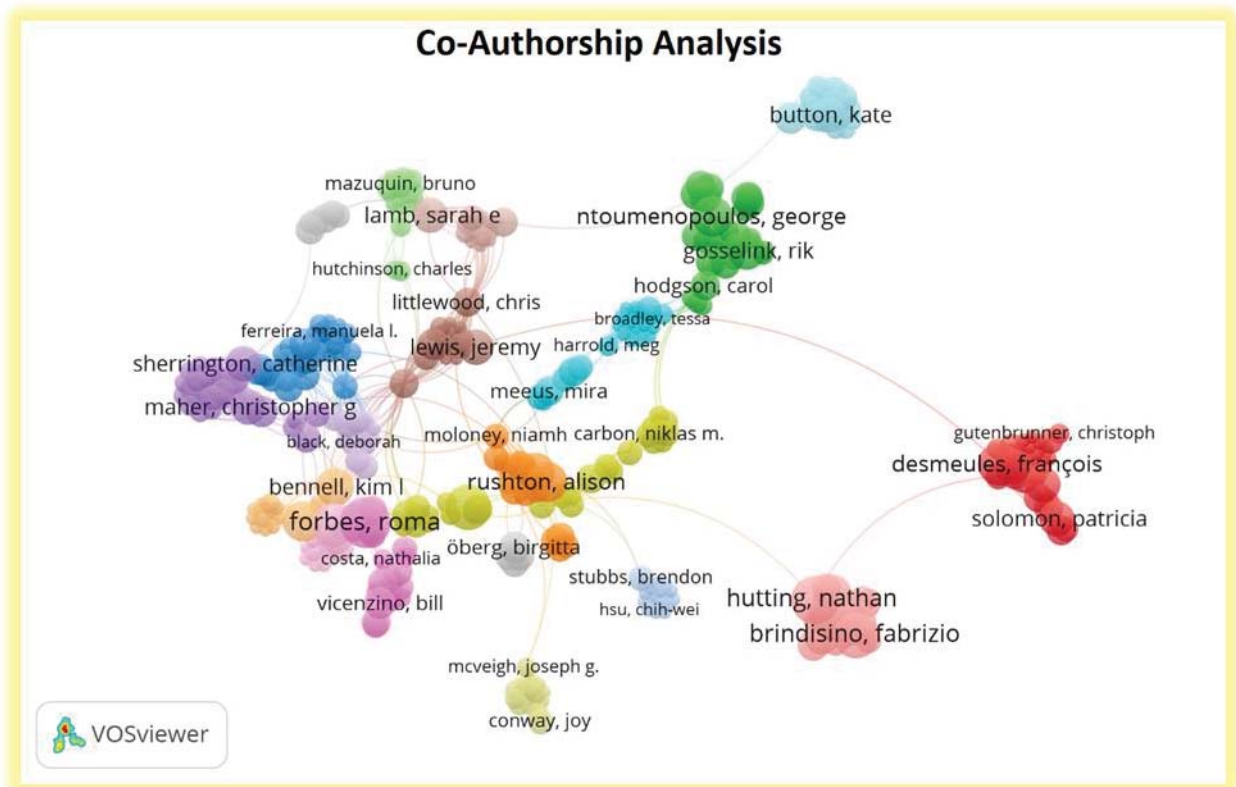 Co-Authorship Analysis
button, kate
mazuquin, bruno
lamb, sarah e
ntoumenopoulos, george
gosselink, rik
hutchinson, charles
hodgson, carol
littlewood, chris
broadley, tessa
ferreira, manuela l.
harrold, meg
lewis, jeremy
sherrington, catherine
meeus, mira
maher, christopher g
moloney, niamh
carbon, niklas m.
gutenbrunner, christoph
black, deborah
desmeules, françois
bennell, kim l
rushton, alison
forbes, roma
solomon, patricia
öberg, birgitta
costa, nathalia
stubbs, brendon
vicenzino, bill
hsu, chih-wei
hutting, nathan
brindisino, fabrizio
mcveigh, joseph g.
conway, joy
VOSviewer